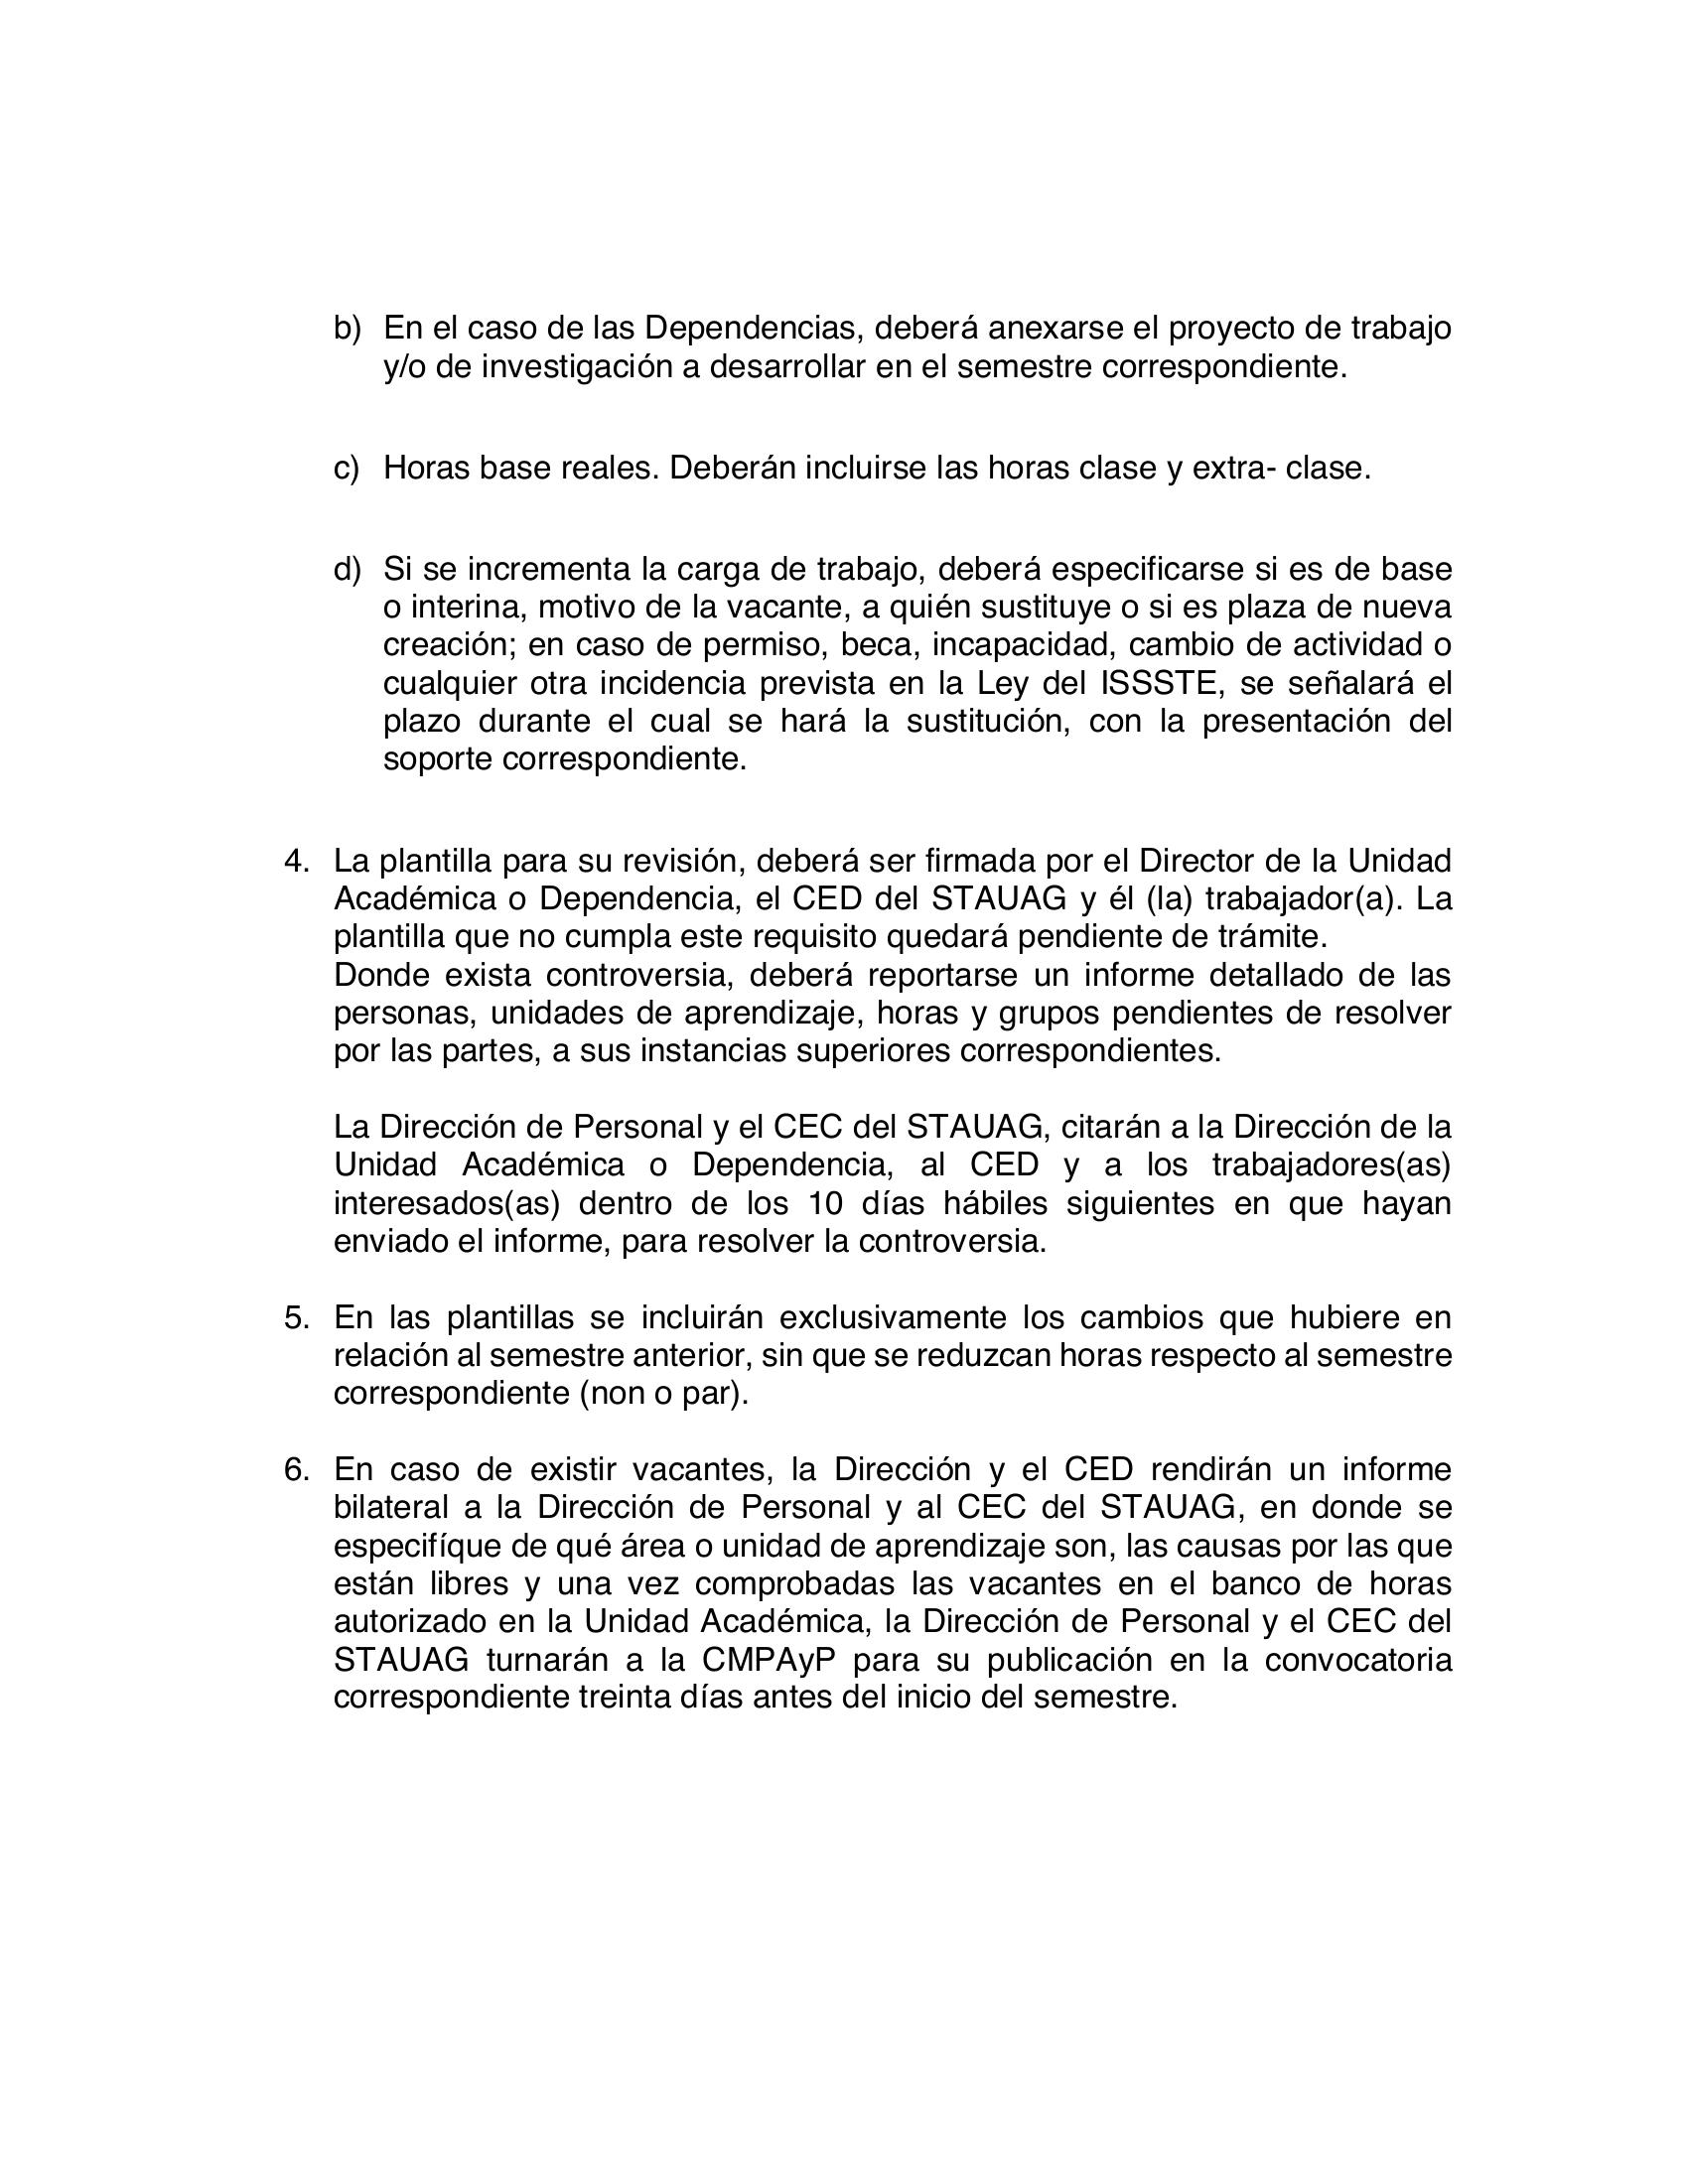 b) En el caso de las Dependencias, deberá anexarse el proyecto de trabajo
y/o de investigación a desarrollar en el semestre correspondiente.
c) Horas base reales. Deberán incluirse las horas clase y extra- clase.
d) Si se incrementa la carga de trabajo, deberá especificarse si es de base
o interina, motivo de la vacante, a quién sustituye o si es plaza de nueva
creación; en caso de permiso, beca, incapacidad, cambio de actividad o
cualquier otra incidencia prevista en la Ley del ISSSTE, se señalará el
plazo durante el cual se hará la sustitución, con la presentación del
soporte correspondiente.
4. La plantilla para su revisión, deberá ser firmada por el Director de la Unidad
Académica o Dependencia, el CED del STAUAG y él (la) trabajador(a). La
plantilla que no cumpla este requisito quedará pendiente de trámite.
Donde exista controversia, deberá reportarse un informe detallado de las
personas, unidades de aprendizaje, horas y grupos pendientes de resolver
por las partes, a sus instancias superiores correspondientes.
La Dirección de Personal y el CEC del STAUAG, citarán a la Dirección de la
Unidad Académica o Dependencia, al CED y a los trabajadores(as)
interesados(as) dentro de los 10 días hábiles siguientes en que hayan
enviado el informe, para resolver la controversia.
5. En las plantillas se incluirán exclusivamente los cambios que hubiere en
relación al semestre anterior, sin que se reduzcan horas respecto al semestre
correspondiente (non o par).
6. En caso de existir vacantes, la Dirección y el CED rendirán un informe
bilateral a la Dirección de Personal y al CEC del STAUAG, en donde se
especifíque de qué área o unidad de aprendizaje son, las causas por las que
están libres y una vez comprobadas las vacantes en el banco de horas
autorizado en la Unidad Académica, la Dirección de Personal y el CEC del
STAUAG turnarán a la CMPAyP para su publicación en la convocatoria
correspondiente treinta días antes del inicio del semestre.